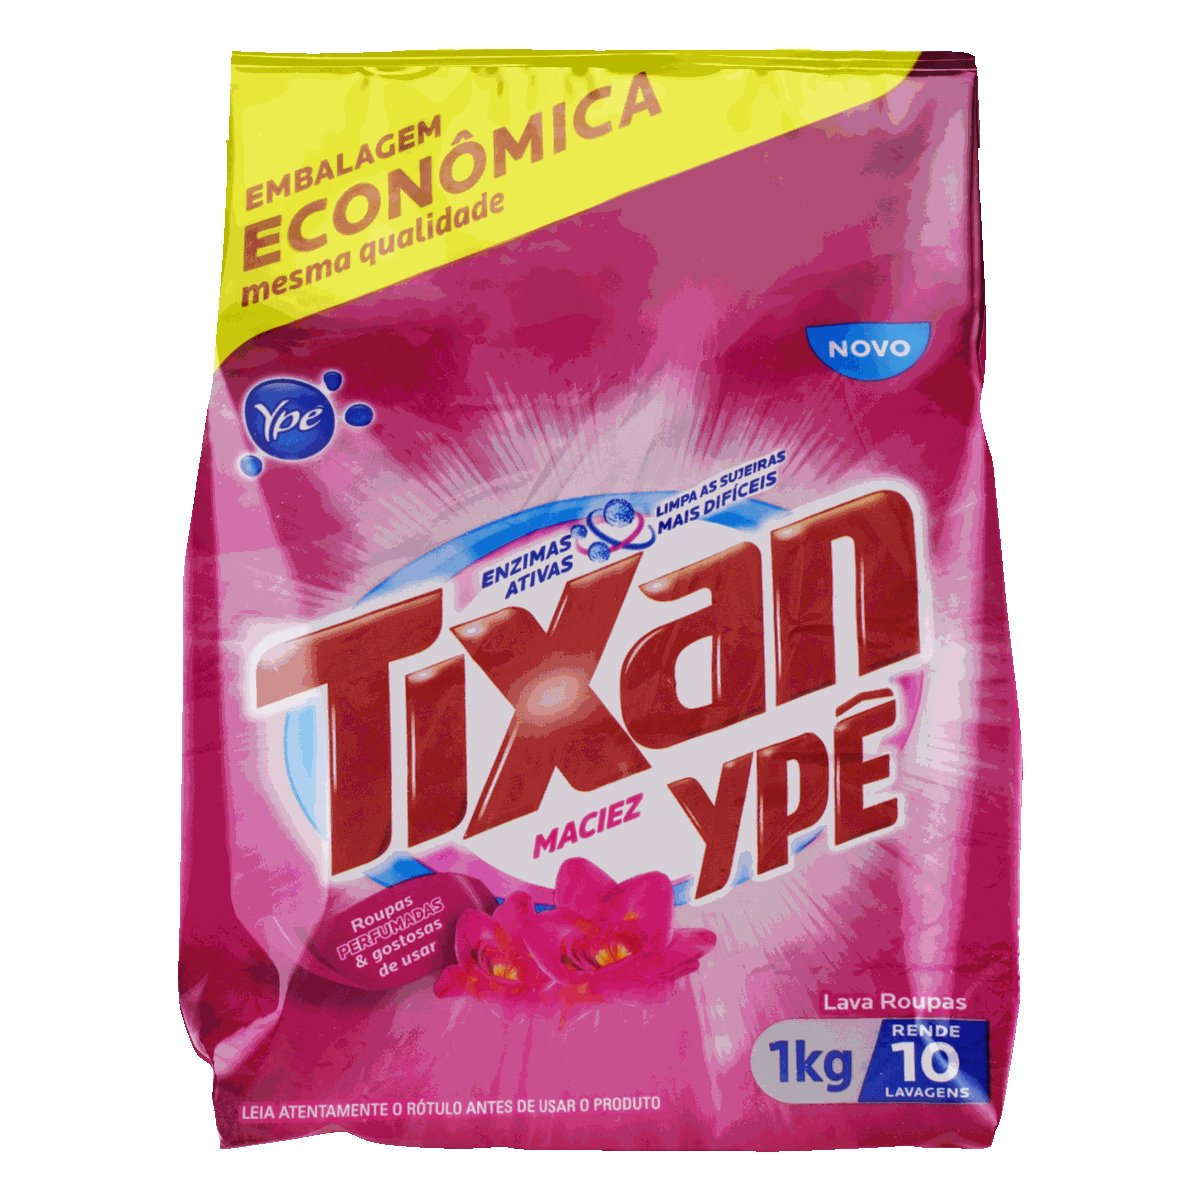 EMBALAGEM
ECONÔMICA
mesma qualidade
NOVO
Ypê
ENZIMAS
ATIVAS
LIMPA AS SUJEIRAS
MAIS DIFÍCEIS
Tixan
YPÊ
MACIEZ
Roupas
PERFUMADAS
& gostosas
de usar
Lava Roupas
1kg
RENDE
10
LAVAGENS
LEIA ATENTAMENTE O RÓTULO ANTES DE USAR O PRODUTO